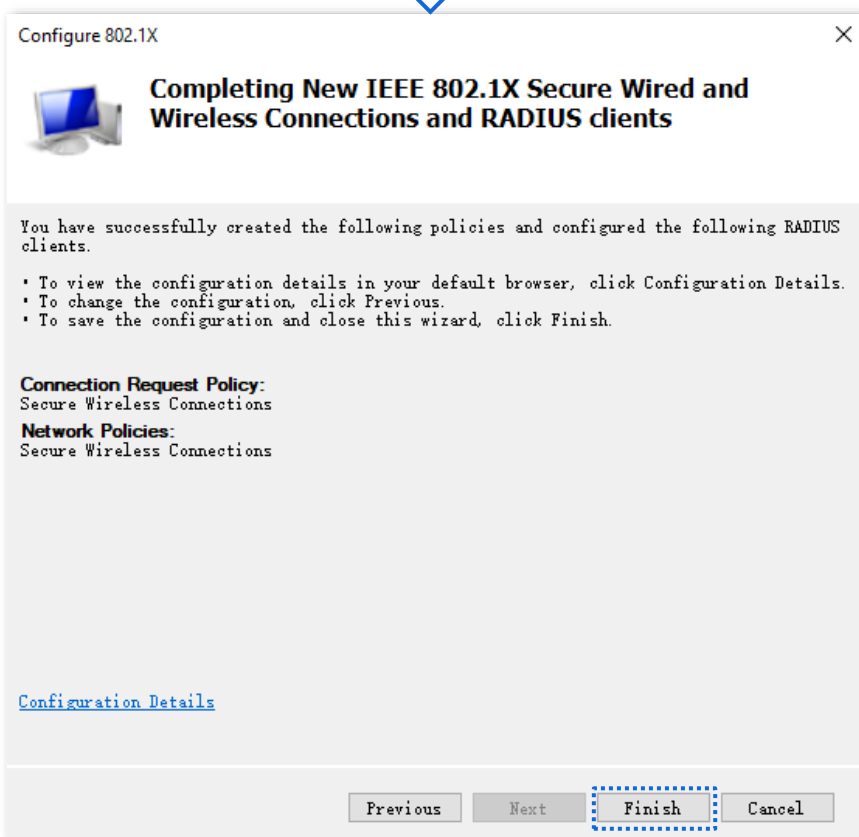 Configure 802.1X
Completing New IEEE 802.1X Secure Wired and
Wireless Connections and RADIUS clients
You have successfully created the following policies and configured the following RADIUS
clients.
• To view the configuration details in your default browser, click Configuration Details.
• To change the configuration, click Previous.
• To save the configuration and close this wizard, click Finish.
Connection Request Policy:
Secure Wireless Connections
Network Policies:
Secure Wireless Connections
Configuration Details
Previous Next Finish Cancel